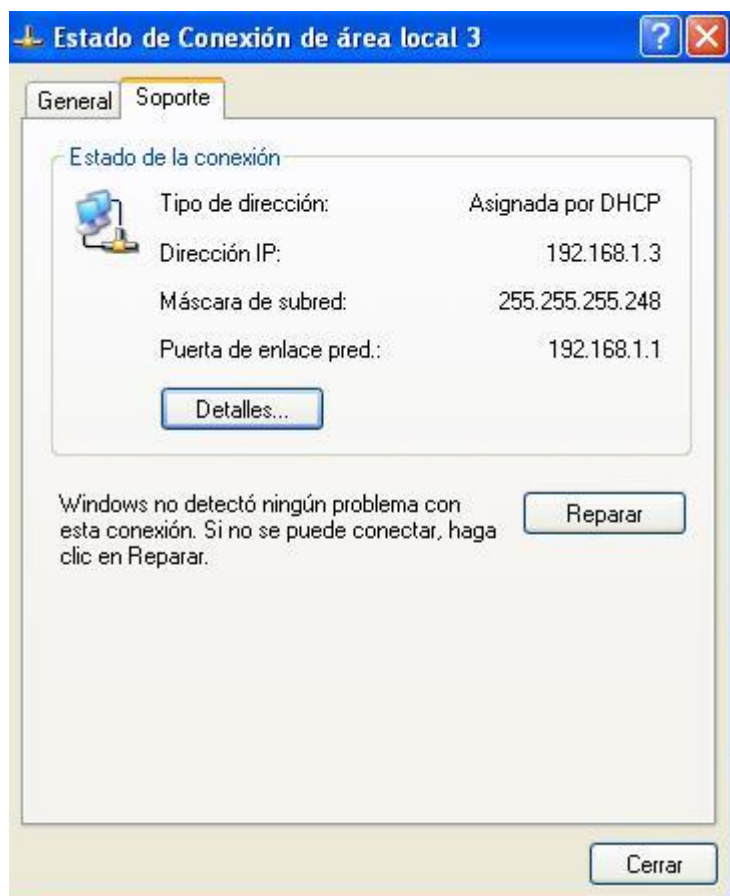 Estado de Conexión de área local 3
General
Soporte
Estado de la conexión
Tipo de dirección: Asignada por DHCP
Dirección IP: 192.168.1.3
Máscara de subred: 255.255.255.248
Puerta de enlace pred.: 192.168.1.1
Detalles...
Windows no detectó ningún problema con
esta conexión. Si no se puede conectar, haga
clic en Reparar.
Reparar
Cerrar